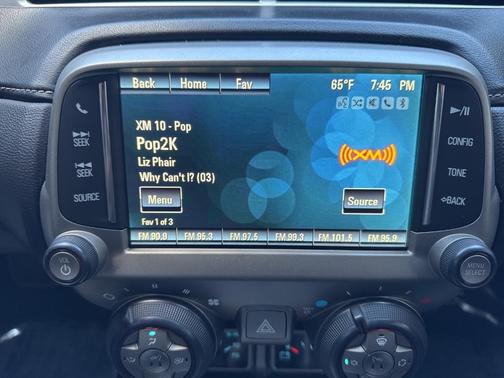 Back Home Fav 65°F 7:45 PM
XM 10 - Pop
Pop2K
Liz Phair
Why Can't I? (03)
((((XM))))
Menu Source
Fav 1 of 3
FM 90.9 FM 95.3 FM 97.5 FM 99.3 FM 101.5 FM 95.9
SEEK
SEEK
SOURCE
CONFIG
TONE
BACK
VOL
MENU
SELECT